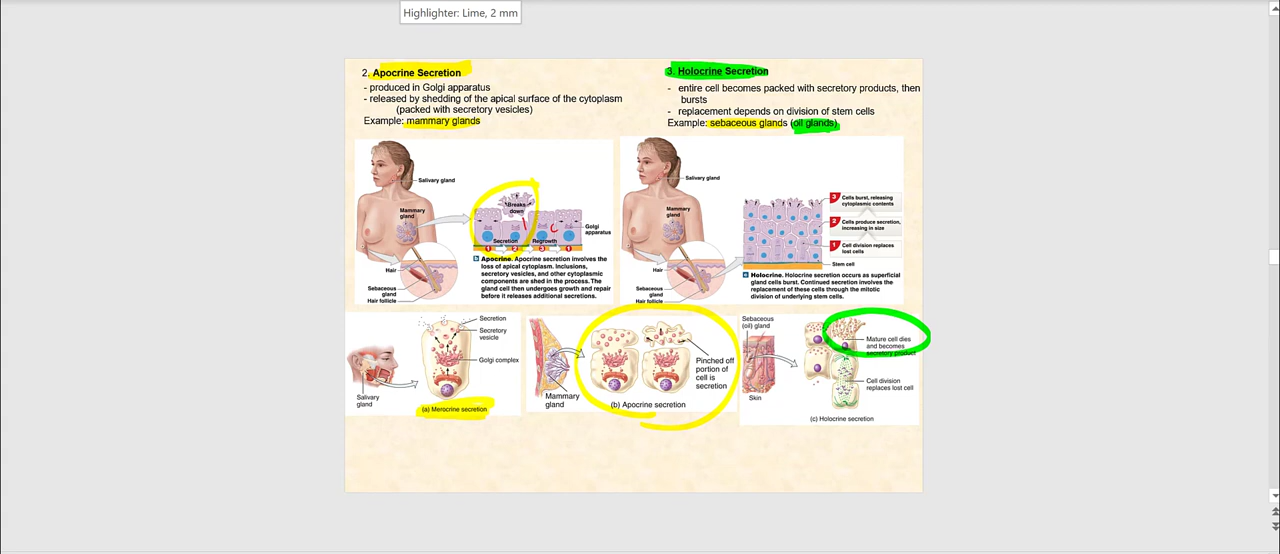 Highlighter: Lime, 2 mm
2. Apocrine Secretion
- produced in Golgi apparatus
- released by shedding of the apical surface of the cytoplasm
(packed with secretory vesicles)
Example: mammary glands
3. Holocrine Secretion
- entire cell becomes packed with secretory products, then
bursts
- replacement depends on division of stem cells
Example: sebaceous glands (oil glands)
Salivary gland
Mammary
gland
Hair
Sebaceous
gland
Hair follicle
Breaks
down
Golgi
apparatus
Secretion
Regrowth
1
2
3
1
b Apocrine. Apocrine secretion involves the
loss of apical cytoplasm. Inclusions,
secretory vesicles, and other cytoplasmic
components are shed in the process. The
gland cell then undergoes growth and repair
before it releases additional secretions.
Salivary gland
Mammary
gland
Hair
Sebaceous
gland
Hair follicle
3 Cells burst, releasing
cytoplasmic contents
2 Cells produce secretion,
increasing in size
1 Cell division replaces
lost cells
Stem cell
Holocrine. Holocrine secretion occurs as superficial
gland cells burst. Continued secretion involves the
replacement of these cells through the mitotic
division of underlying stem cells.
Salivary
gland
Secretion
Secretory
vesicle
Golgi complex
(a) Merocrine secretion
Mammary
gland
Pinched off
portion of
cell is
secretion
(b) Apocrine secretion
Sebaceous
(oil) gland
Skin
Mature cell dies
and becomes
secretory product
Cell division
replaces lost cell
(c) Holocrine secretion